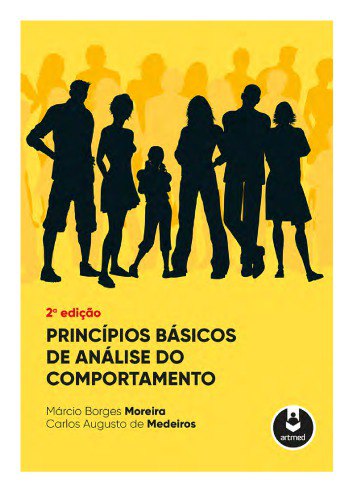 2ª edição
PRINCÍPIOS BÁSICOS
DE ANÁLISE DO
COMPORTAMENTO
Márcio Borges Moreira
Carlos Augusto de Medeiros
artmed